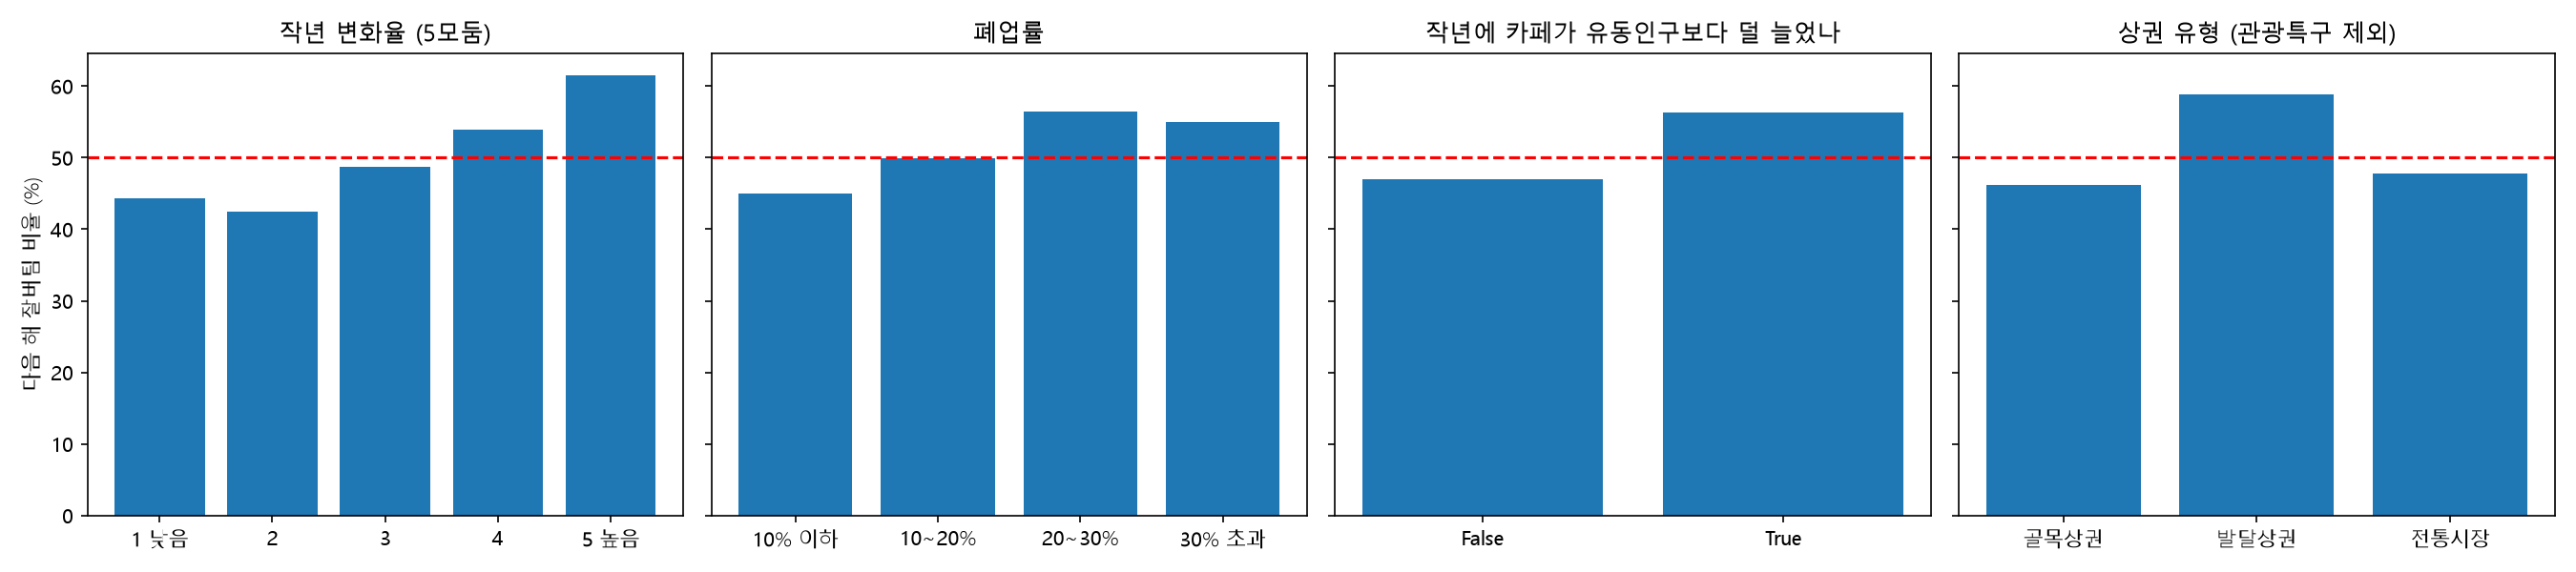 작년 변화율 (5모둠)
다음 해 잘버팀 비율 (%)
60
50
40
30
20
10
0
1 낮음 2 3 4 5 높음
폐업률
10% 이하 10~20% 20~30% 30% 초과
작년에 카페가 유동인구보다 덜 늘었나
False True
상권 유형 (관광특구 제외)
골목상권 발달상권 전통시장